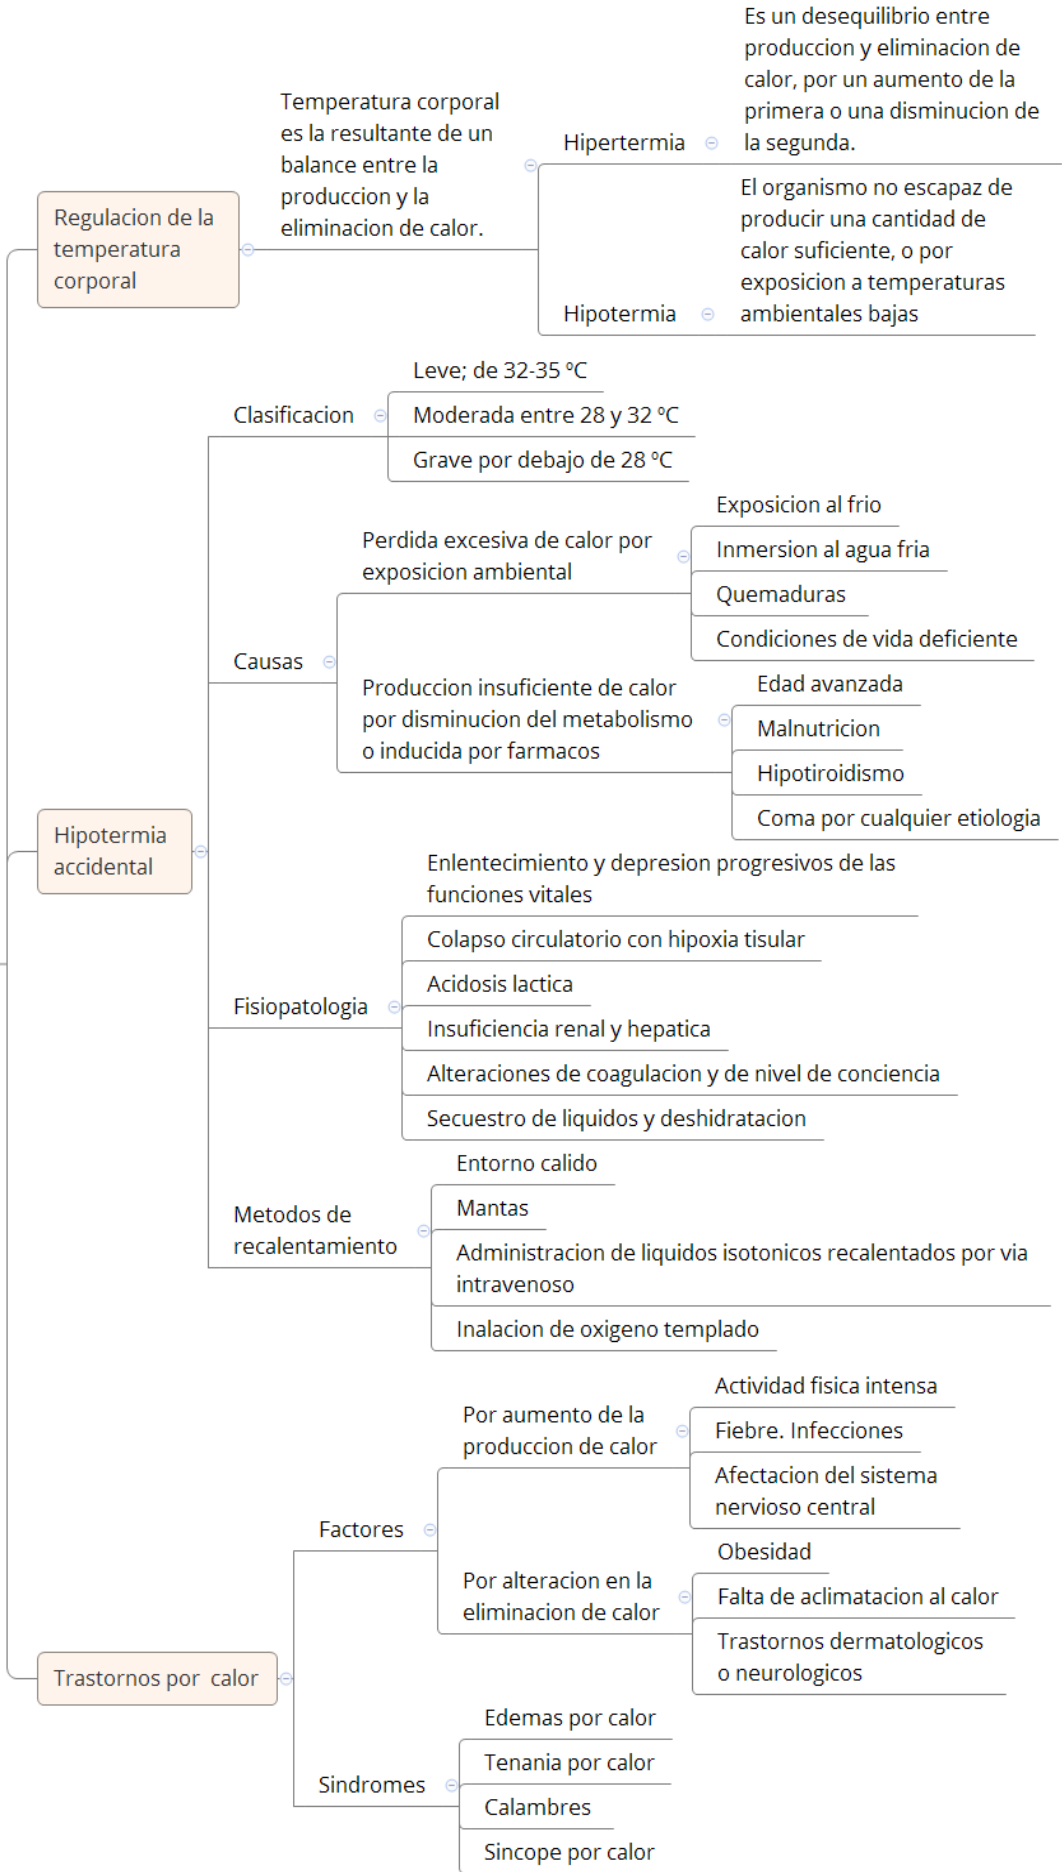 Regulacion de la
temperatura
corporal
Temperatura corporal
es la resultante de un
balance entre la
produccion y la
eliminacion de calor.
Hipertermia
Es un desequilibrio entre
produccion y eliminacion de
calor, por un aumento de la
primera o una disminucion de
la segunda.
Hipotermia
El organismo no escapaz de
producir una cantidad de
calor suficiente, o por
exposicion a temperaturas
ambientales bajas
Hipotermia
accidental
Clasificacion
Leve; de 32-35 ºC
Moderada entre 28 y 32 ºC
Grave por debajo de 28 ºC
Causas
Perdida excesiva de calor por
exposicion ambiental
Exposicion al frio
Inmersion al agua fria
Quemaduras
Condiciones de vida deficiente
Produccion insuficiente de calor
por disminucion del metabolismo
o inducida por farmacos
Edad avanzada
Malnutricion
Hipotiroidismo
Coma por cualquier etiologia
Fisiopatologia
Enlentecimiento y depresion progresivos de las
funciones vitales
Colapso circulatorio con hipoxia tisular
Acidosis lactica
Insuficiencia renal y hepatica
Alteraciones de coagulacion y de nivel de conciencia
Secuestro de liquidos y deshidratacion
Metodos de
recalentamiento
Entorno calido
Mantas
Administracion de liquidos isotonicos recalentados por via
intravenoso
Inalacion de oxigeno templado
Trastornos por  calor
Factores
Por aumento de la
produccion de calor
Actividad fisica intensa
Fiebre. Infecciones
Afectacion del sistema
nervioso central
Por alteracion en la
eliminacion de calor
Obesidad
Falta de aclimatacion al calor
Trastornos dermatologicos
o neurologicos
Sindromes
Edemas por calor
Tenania por calor
Calambres
Sincope por calor